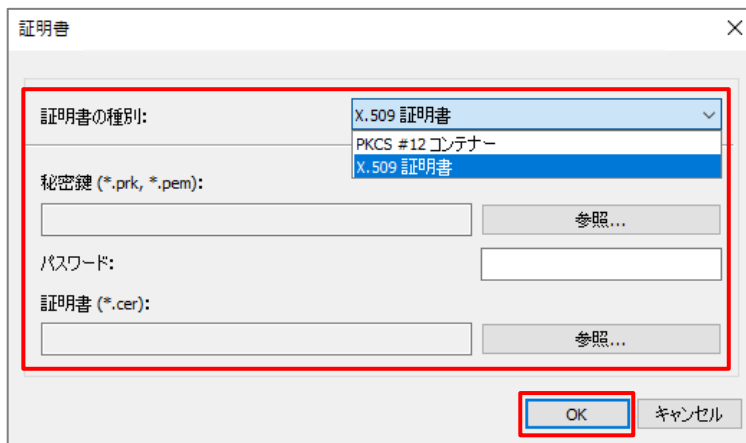 証明書
証明書の種別:
X.509 証明書
PKCS #12 コンテナー
X.509 証明書
秘密鍵 (*.prk, *.pem):
参照...
パスワード:
証明書 (*.cer):
参照...
OK
キャンセル